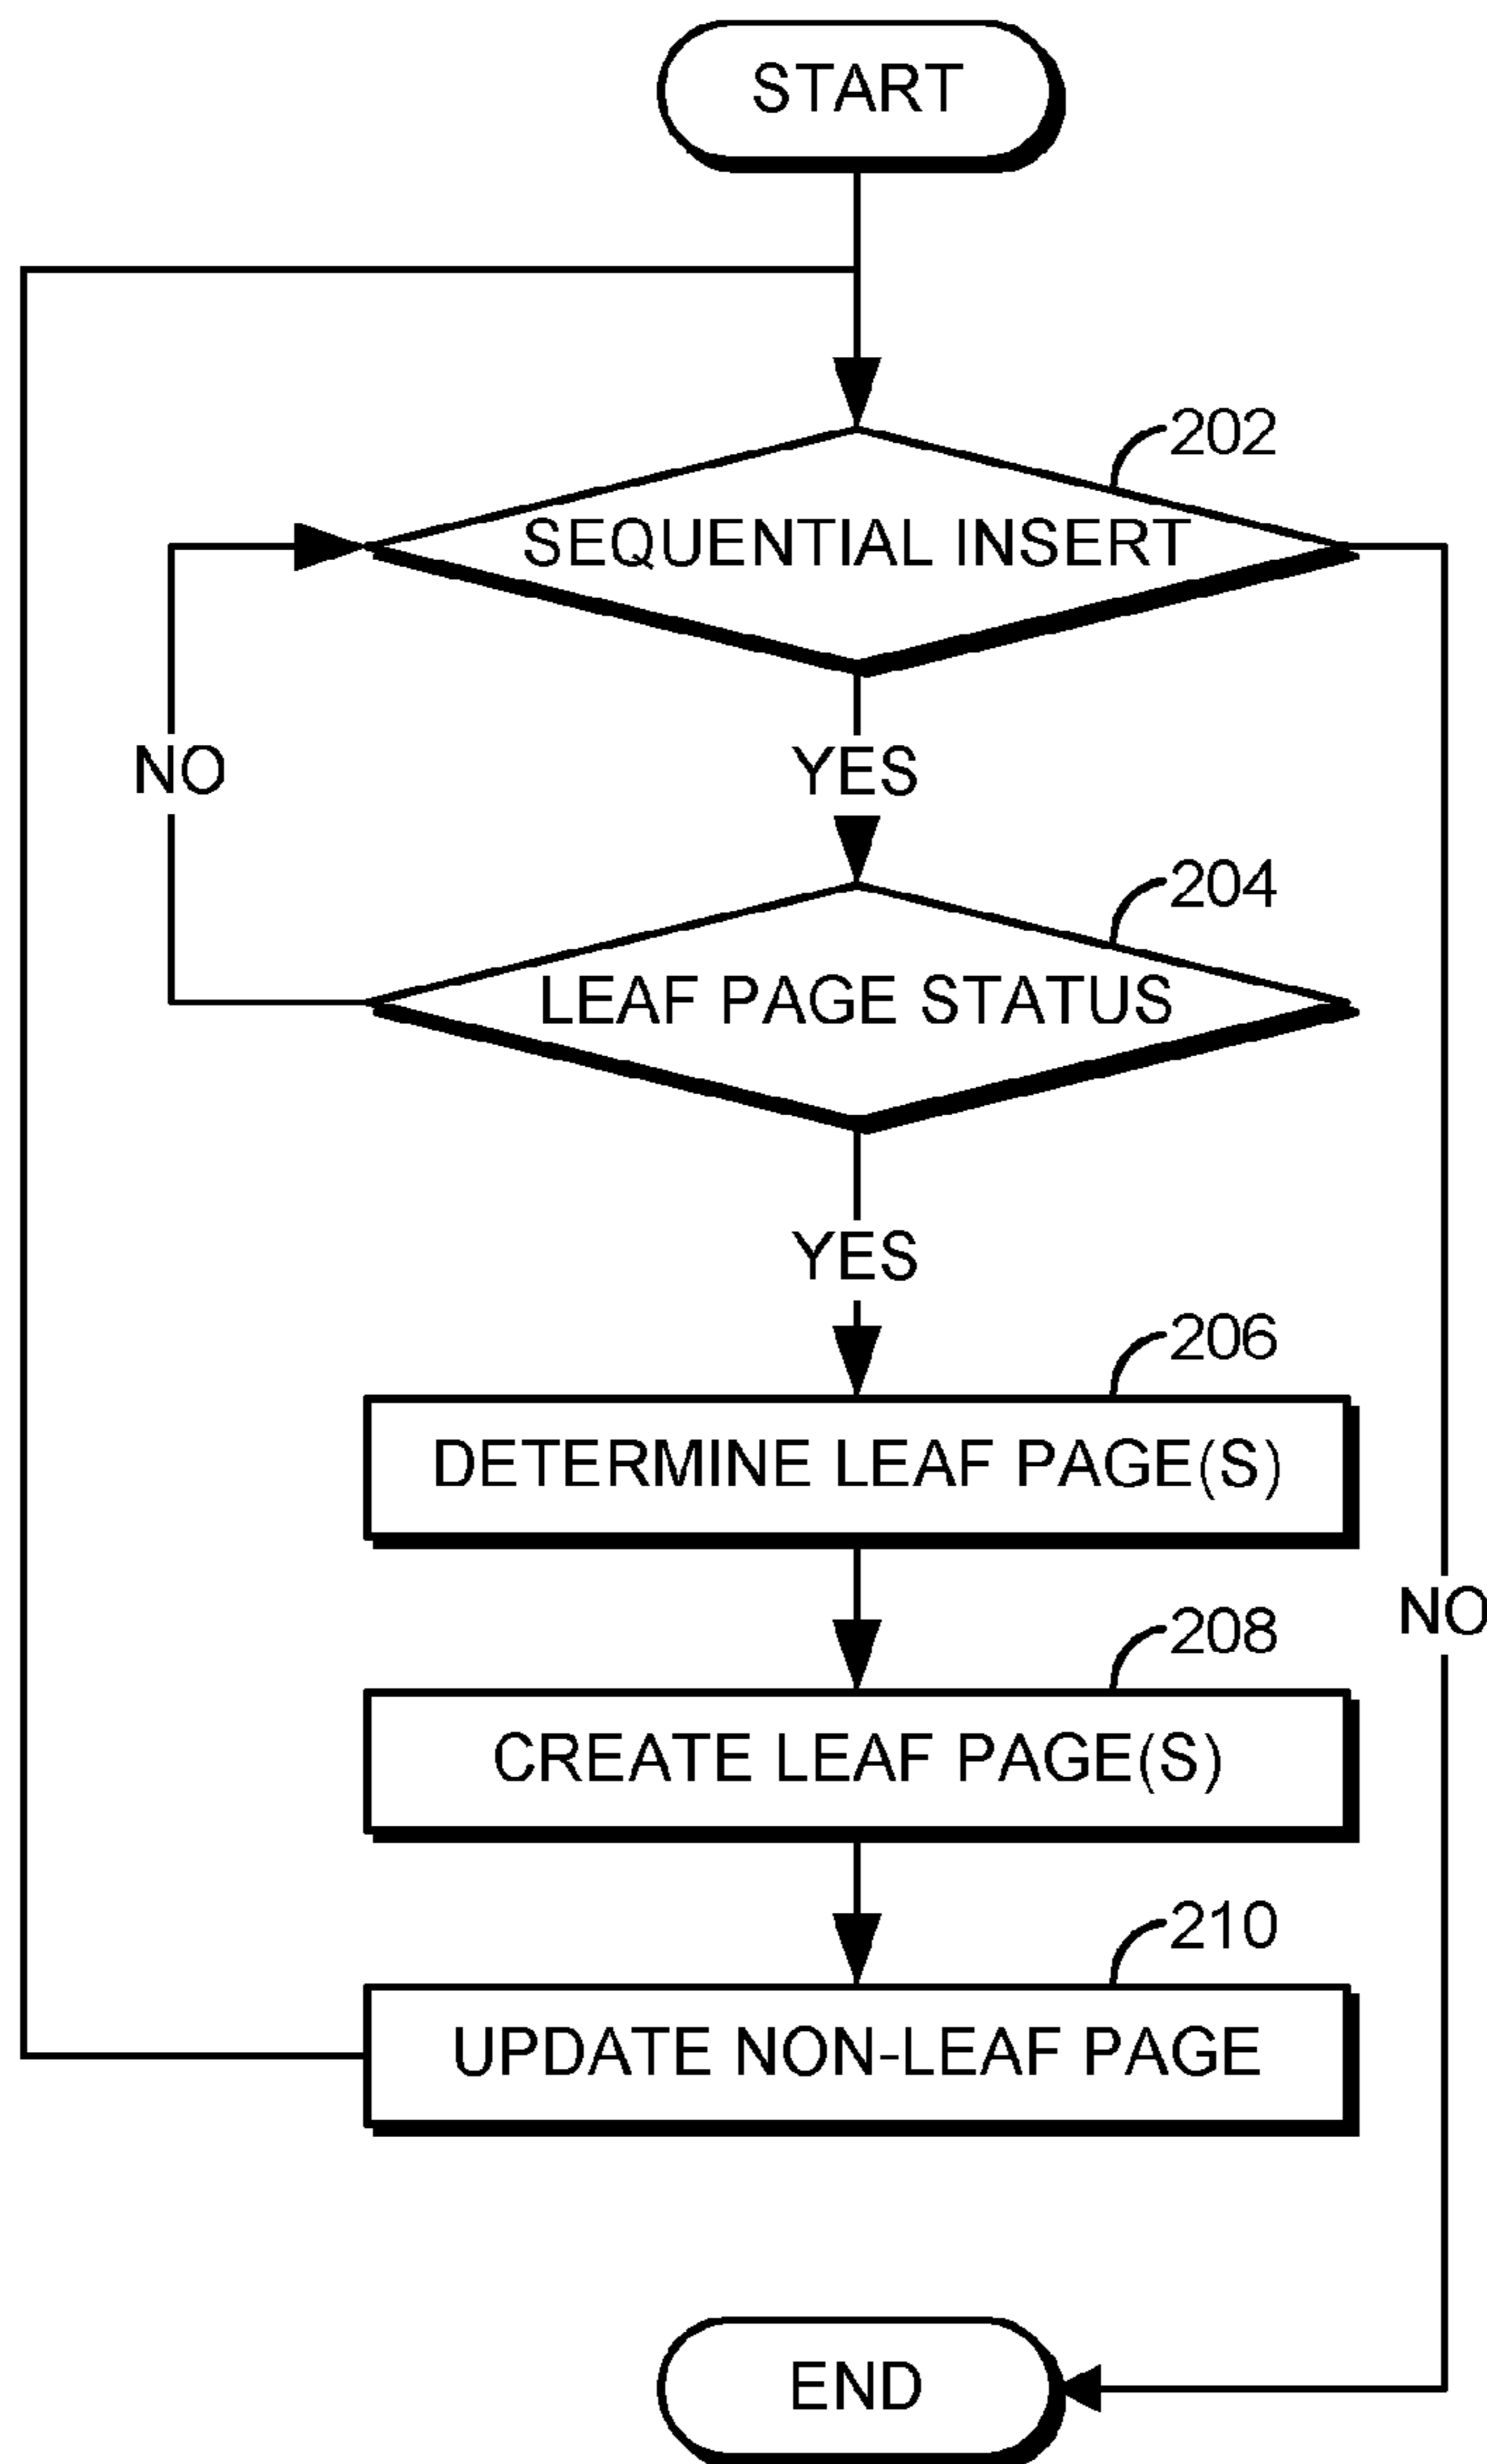 START
202
SEQUENTIAL INSERT
NO
YES
204
LEAF PAGE STATUS
YES
206
DETERMINE LEAF PAGE(S)
NO
208
CREATE LEAF PAGE(S)
210
UPDATE NON-LEAF PAGE
END